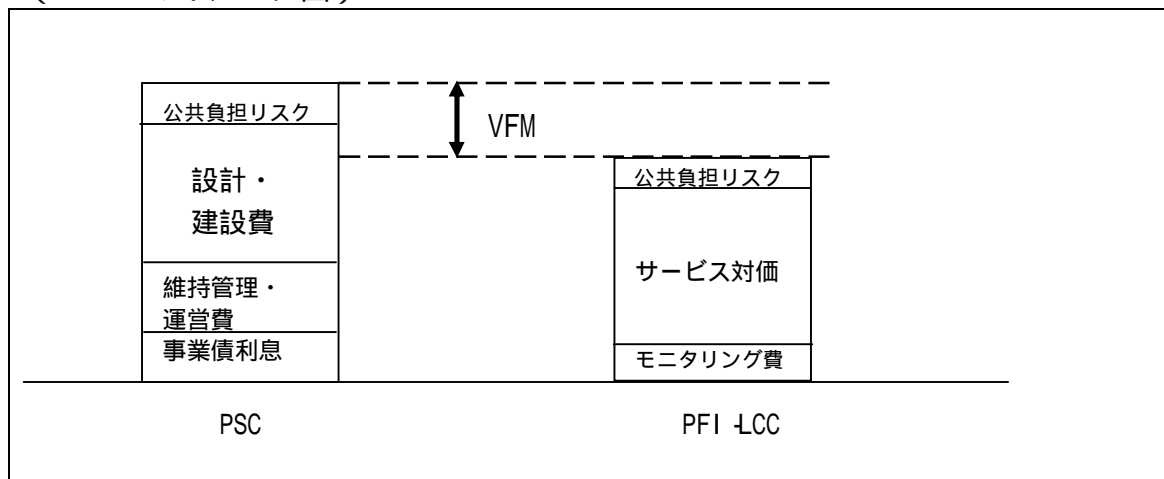 公共負担リスク
設計・
建設費
維持管理・
運営費
事業債利息
VFM
公共負担リスク
サービス対価
モニタリング費
PSC
PFI-LCC